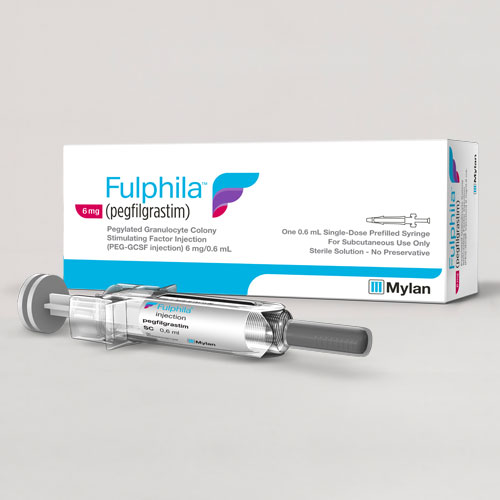 Fulphila™
6 mg (pegfilgrastim)
Pegylated Granulocyte Colony
Stimulating Factor Injection
(PEG-GCSF injection) 6 mg/0.6 mL
One 0.6 mL Single-Dose Prefilled Syringe
For Subcutaneous Use Only
Sterile Solution - No Preservative
Mylan
Fulphila™
(pegfilgrastim)
Fulphila™
injection
pegfilgrastim
SC 0,6 ml
Mylan